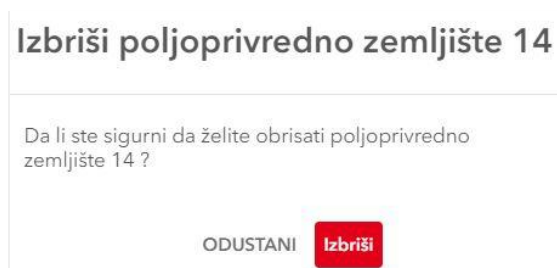 Izbriši poljoprivredno zemljište 14
Da li ste sigurni da želite obrisati poljoprivredno
zemljište 14 ?
ODUSTANI Izbriši